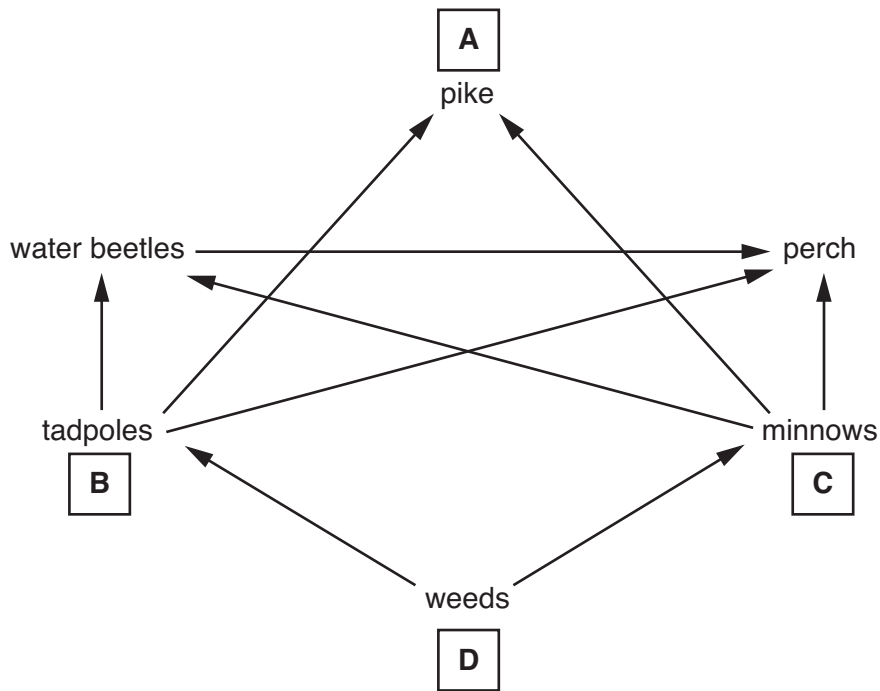 A
pike
water beetles
perch
tadpoles
minnows
B
C
weeds
D